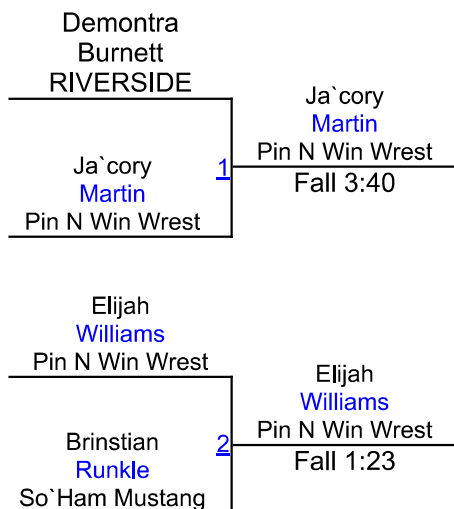 Demontra
Burnett
RIVERSIDE
Ja`cory
Martin
Pin N Win Wrest
1
Ja`cory
Martin
Pin N Win Wrest
Fall 3:40
Elijah
Williams
Pin N Win Wrest
Brinstian
Runkle
So`Ham Mustang
2
Elijah
Williams
Pin N Win Wrest
Fall 1:23